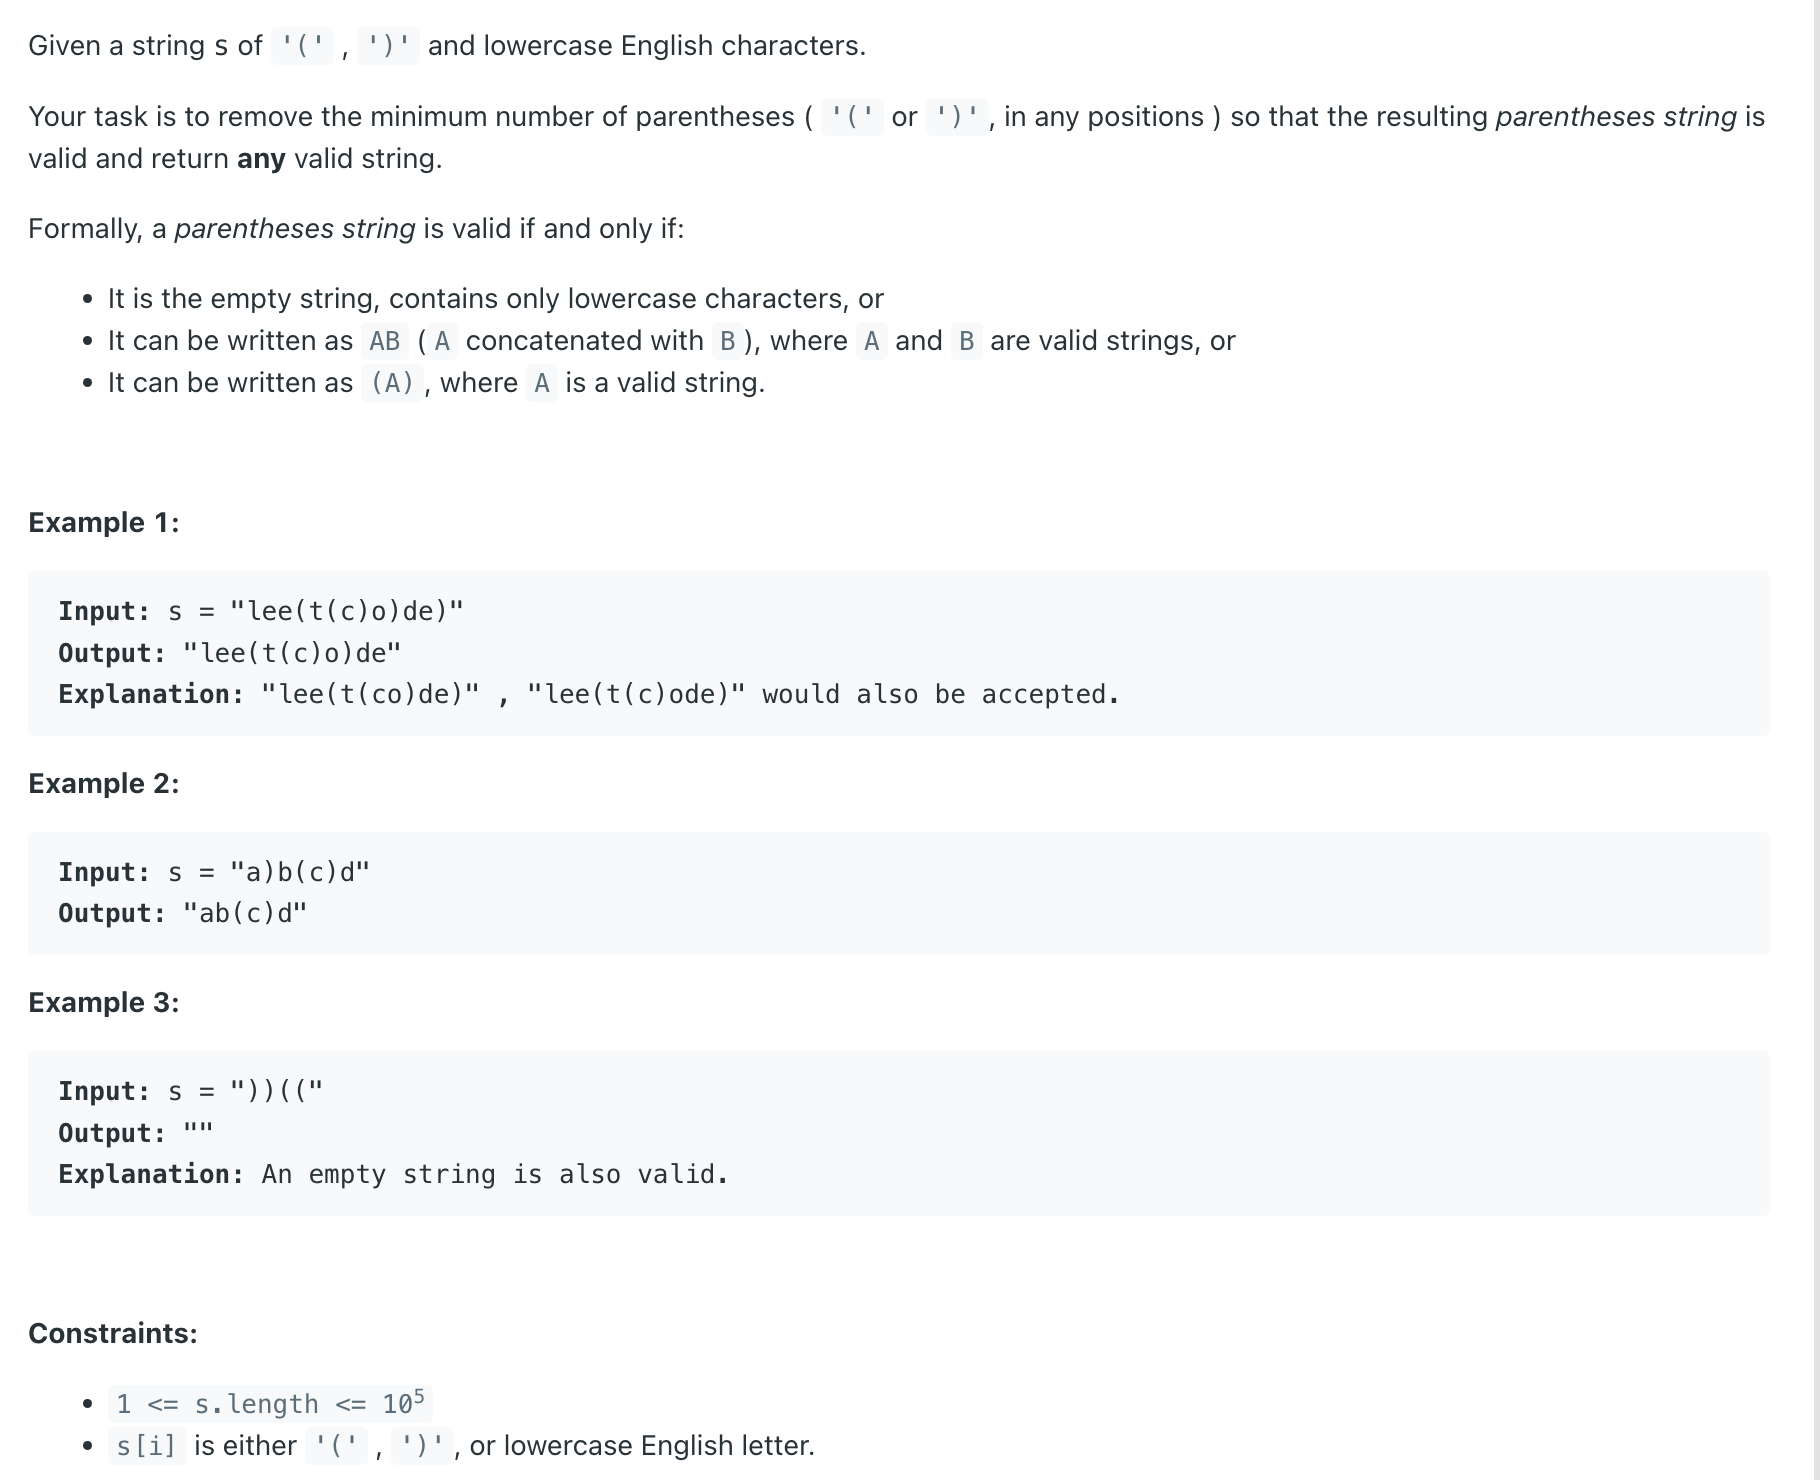 Given a string s of '(' , ')' and lowercase English characters.
Your task is to remove the minimum number of parentheses ( '(' or ')', in any positions ) so that the resulting parentheses string is
valid and return any valid string.
Formally, a parentheses string is valid if and only if:
• It is the empty string, contains only lowercase characters, or
• It can be written as AB (A concatenated with B), where A and B are valid strings, or
• It can be written as (A), where A is a valid string.
Example 1:
Input: s = "lee(t(c)o)de)"
Output: "lee(t(c)o)de"
Explanation: "lee(t(co)de)" , "lee(t(c)ode)" would also be accepted.
Example 2:
Input: s = "a)b(c)d"
Output: "ab(c)d"
Example 3:
Input: s = "))(("
Output: ""
Explanation: An empty string is also valid.
Constraints:
• 1 <= s.length <= 10⁵
• s[i] is either '(' , ')', or lowercase English letter.